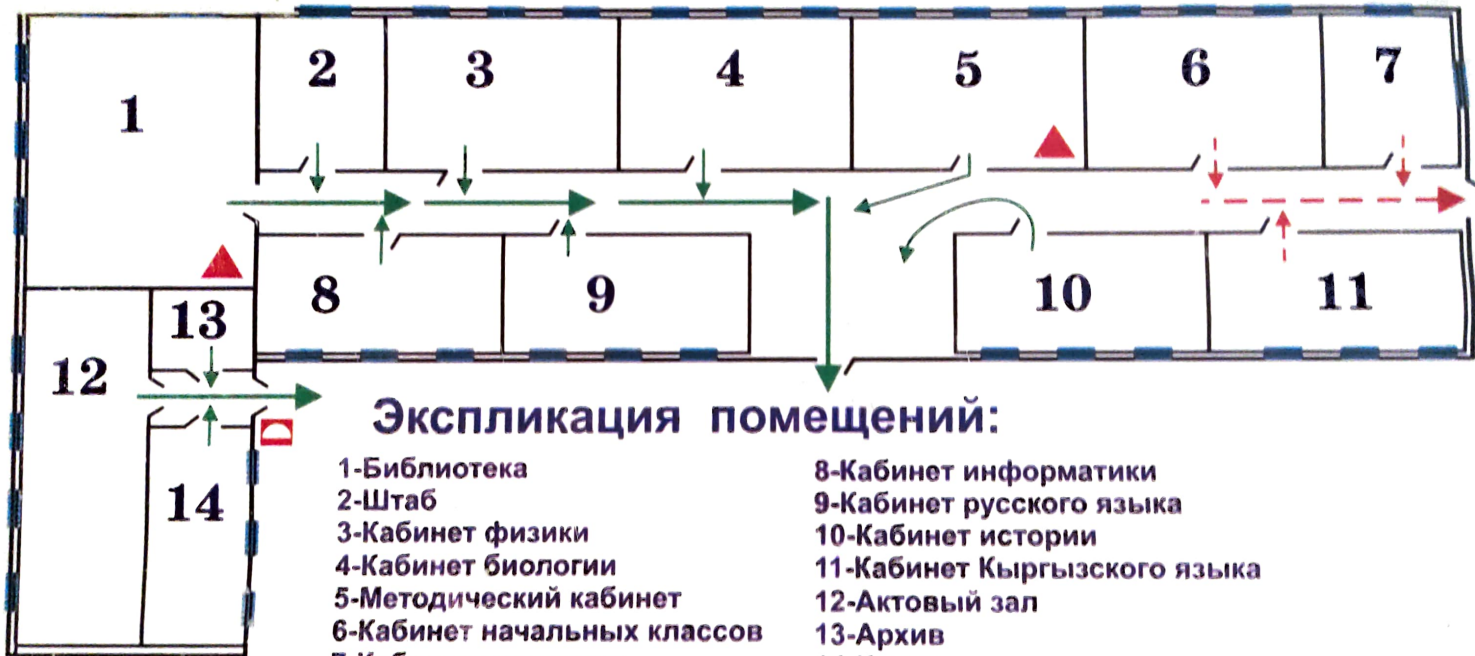 1
2
3
4
5
6
7
8
9
10
11
12
13
14
Экспликация помещений:
1-Библиотека
2-Штаб
3-Кабинет физики
4-Кабинет биологии
5-Методический кабинет
6-Кабинет начальных классов
8-Кабинет информатики
9-Кабинет русского языка
10-Кабинет истории
11-Кабинет Кыргызского языка
12-Актовый зал
13-Архив